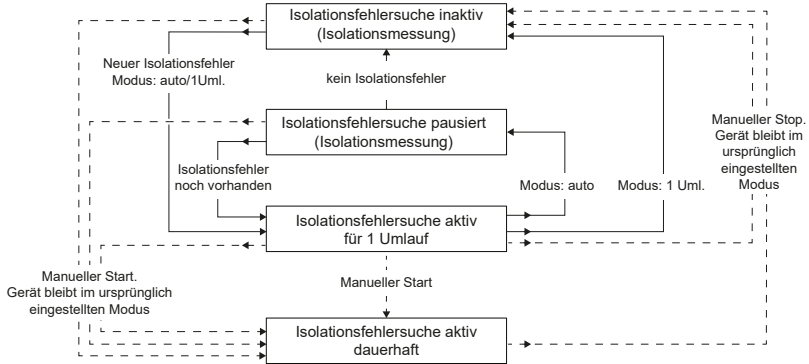 Isolationsfehlersuche inaktiv
(Isolationsmessung)
Neuer Isolationsfehler
Modus: auto/1Uml.
kein Isolationsfehler
Isolationsfehlersuche pausiert
(Isolationsmessung)
Manueller Stop.
Gerät bleibt im
ursprünglich
eingestellten
Modus
Isolationsfehler
noch vorhanden
Modus: auto
Modus: 1 Uml.
Isolationsfehlersuche aktiv
für 1 Umlauf
Manueller Start.
Gerät bleibt im ursprünglich
eingestellten Modus
Manueller Start
Isolationsfehlersuche aktiv
dauerhaft